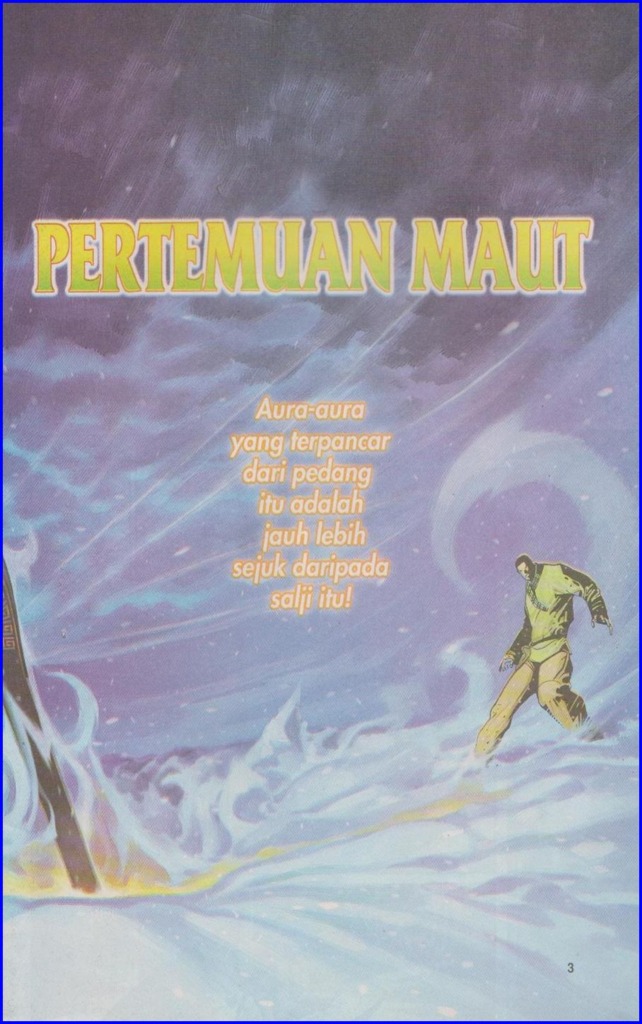 PERTEMUAN MAUT
Aura-aura
yang terpancar
dari pedang
itu adalah
jauh lebih
sejuk daripada
salji itu!
3